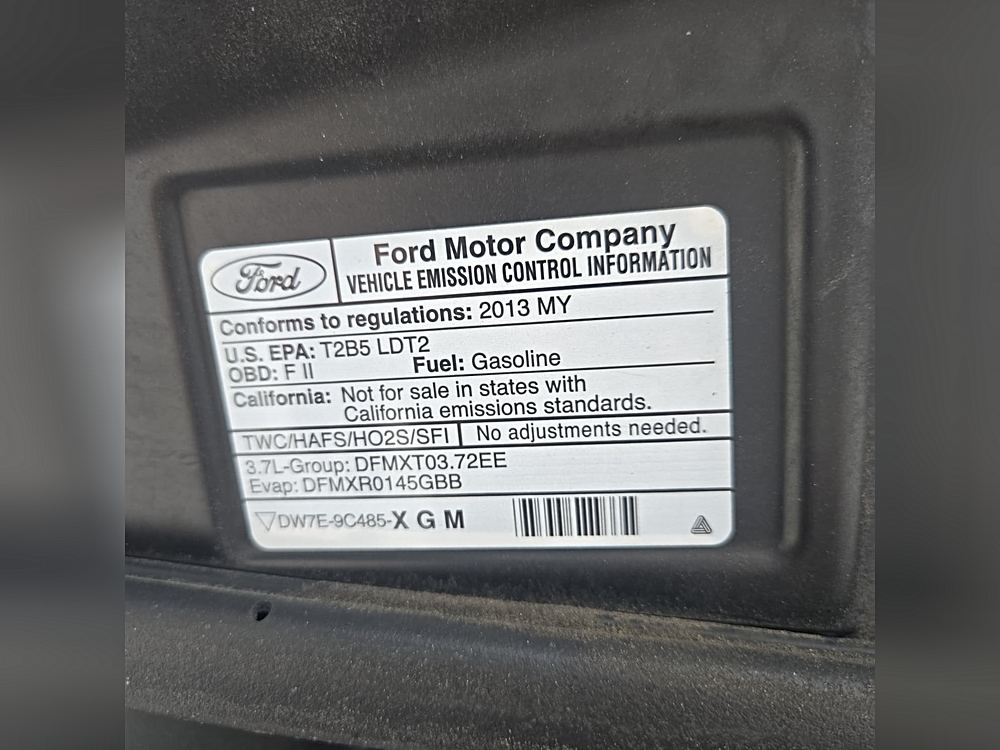 Ford
Ford Motor Company
VEHICLE EMISSION CONTROL INFORMATION
Conforms to regulations: 2013 MY
U.S. EPA: T2B5 LDT2
OBD: F II Fuel: Gasoline
California: Not for sale in states with
California emissions standards.
TWC/HAFS/HO2S/SFI No adjustments needed.
3.7L-Group: DFMXT03.72EE
Evap: DFMXR0145GBB
DW7E-9C485-X G M